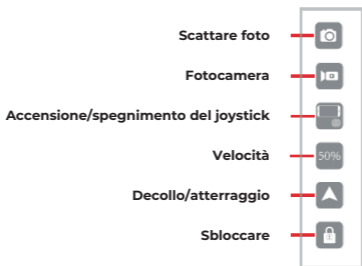 Scattare foto
Fotocamera
Accensione/spegnimento del joystick
Velocità
50%
Decollo/atterraggio
Sbloccare